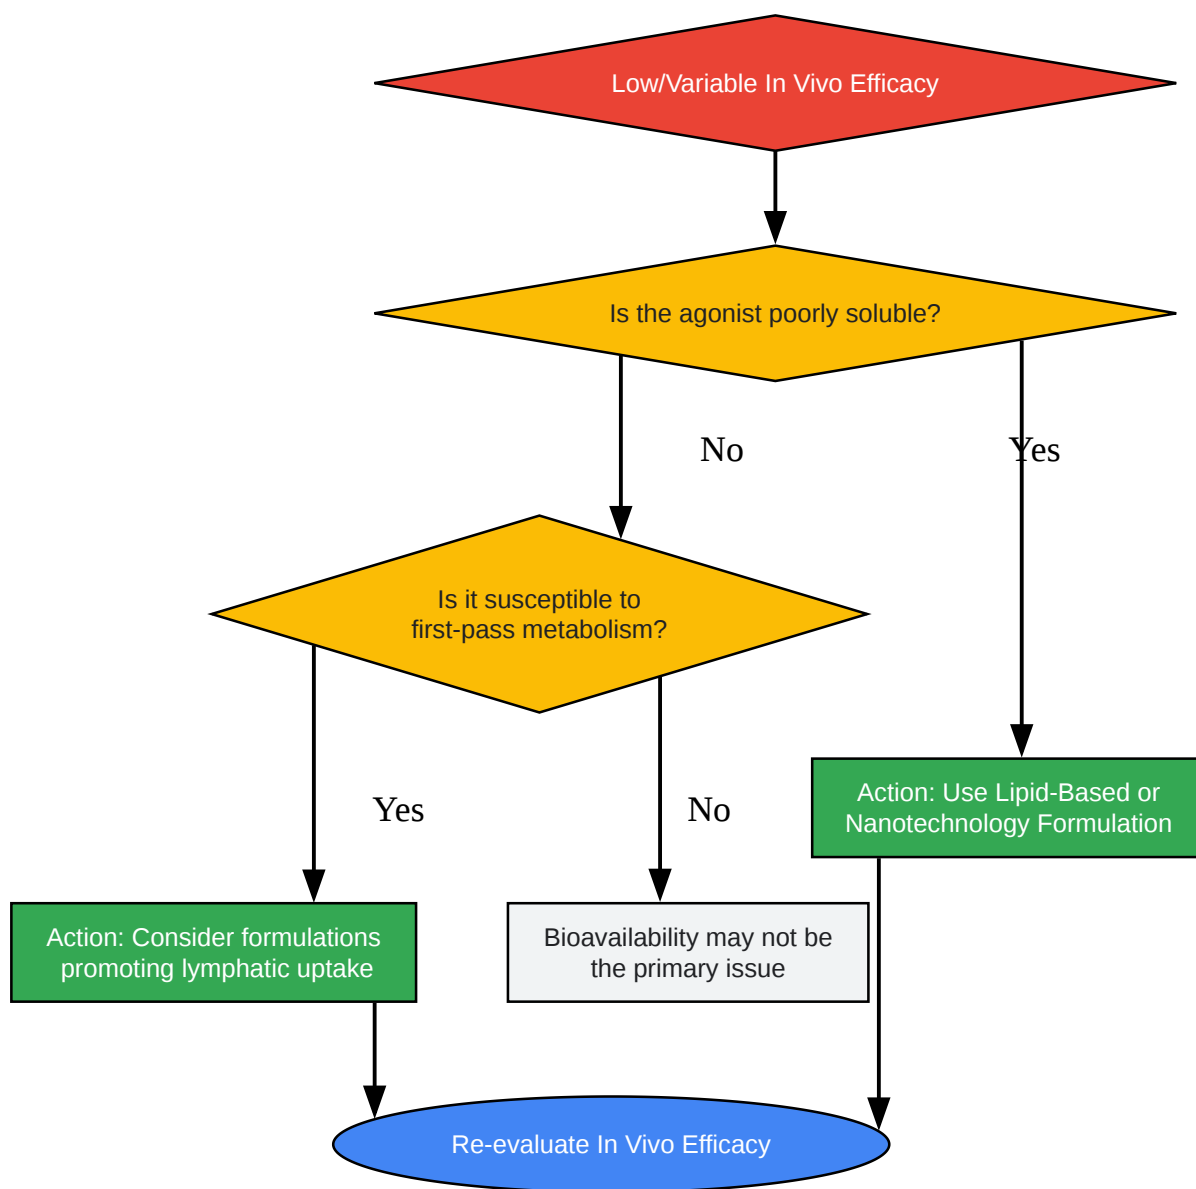 Low/Variable In Vivo Efficacy
Is the agonist poorly soluble?
No
Yes
Is it susceptible to
first-pass metabolism?
Yes
No
Action: Use Lipid-Based or
Nanotechnology Formulation
Action: Consider formulations
promoting lymphatic uptake
Bioavailability may not be
the primary issue
Re-evaluate In Vivo Efficacy